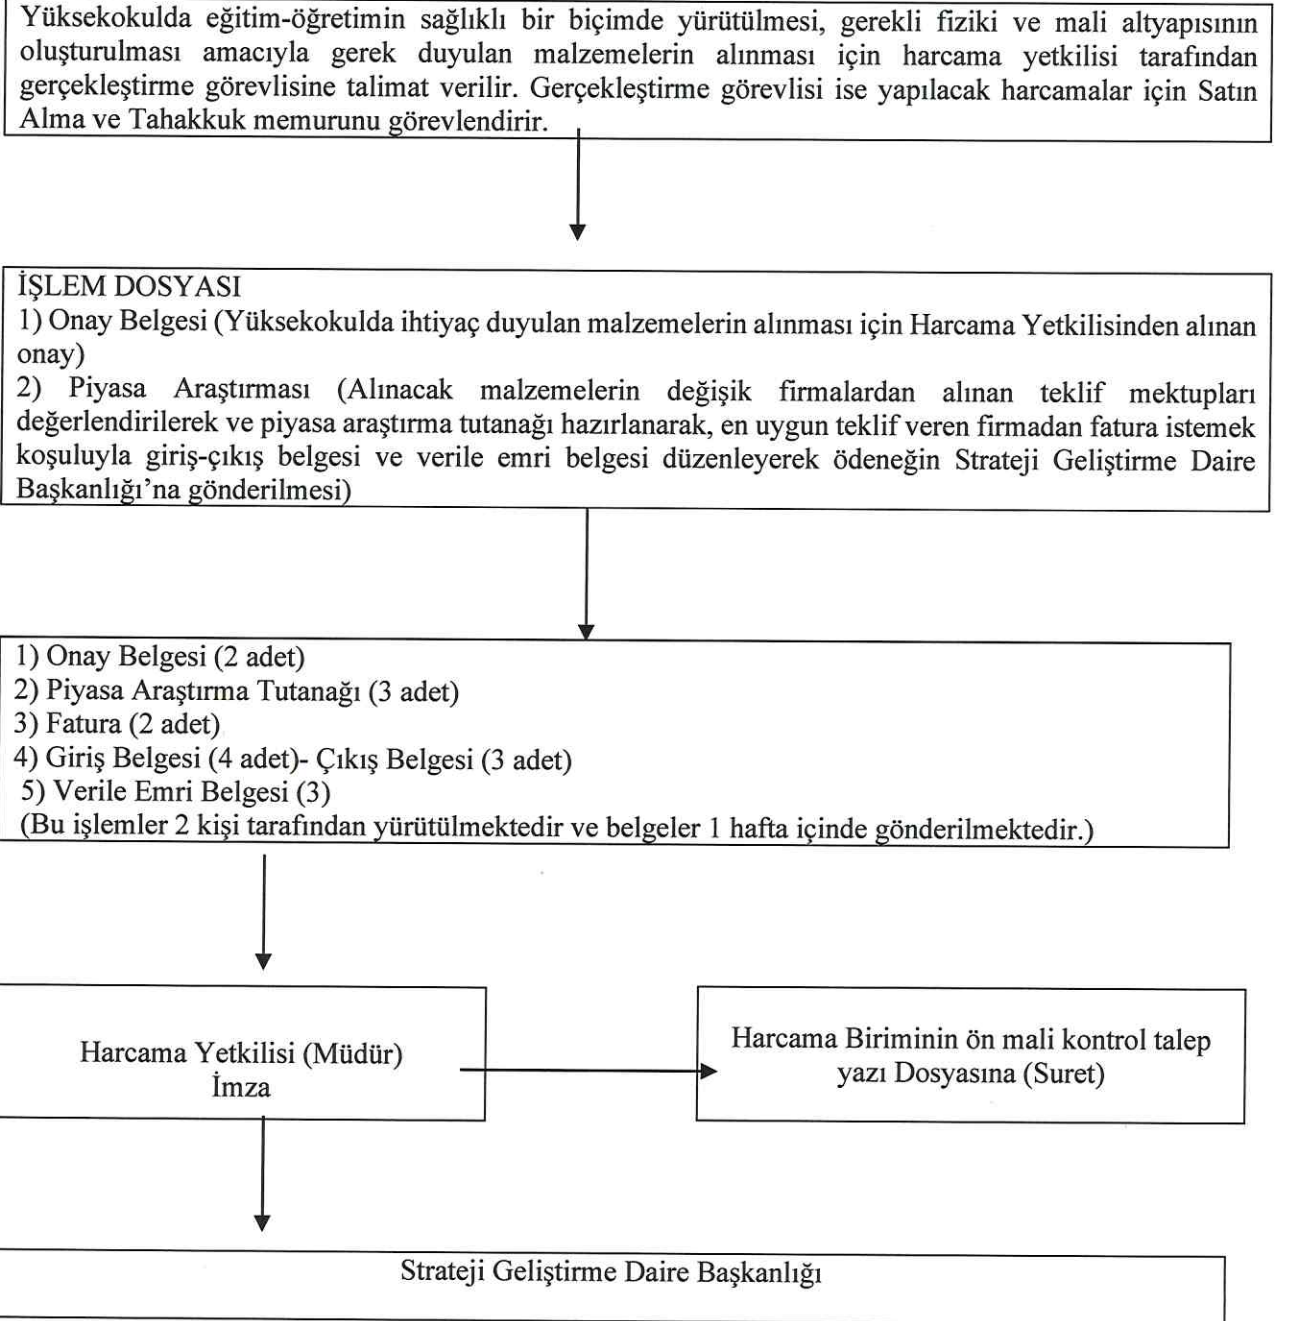 Yüksekokulda eğitim-öğretimin sağlıklı bir biçimde yürütülmesi, gerekli fiziki ve mali altyapısının
oluşturulması amacıyla gerek duyulan malzemelerin alınması için harcama yetkilisi tarafından
gerçekleştirme görevlisine talimat verilir. Gerçekleştirme görevlisi ise yapılacak harcamalar için Satın
Alma ve Tahakkuk memurunu görevlendirir.
İŞLEM DOSYASI
1) Onay Belgesi (Yüksekokulda ihtiyaç duyulan malzemelerin alınması için Harcama Yetkilisinden alınan
onay)
2) Piyasa Araştırması (Alınacak malzemelerin değişik firmalardan alınan teklif mektupları
değerlendirilerek ve piyasa araştırma tutanağı hazırlanarak, en uygun teklif veren firmadan fatura istemek
koşuluyla giriş-çıkış belgesi ve verile emri belgesi düzenleyerek ödeneğin Strateji Geliştirme Daire
Başkanlığı'na gönderilmesi)
1) Onay Belgesi (2 adet)
2) Piyasa Araştırma Tutanağı (3 adet)
3) Fatura (2 adet)
4) Giriş Belgesi (4 adet)- Çıkış Belgesi (3 adet)
5) Verile Emri Belgesi (3)
(Bu işlemler 2 kişi tarafından yürütülmektedir ve belgeler 1 hafta içinde gönderilmektedir.)
Harcama Yetkilisi (Müdür)
İmza
Harcama Biriminin ön mali kontrol talep
yazı Dosyasına (Suret)
Strateji Geliştirme Daire Başkanlığı